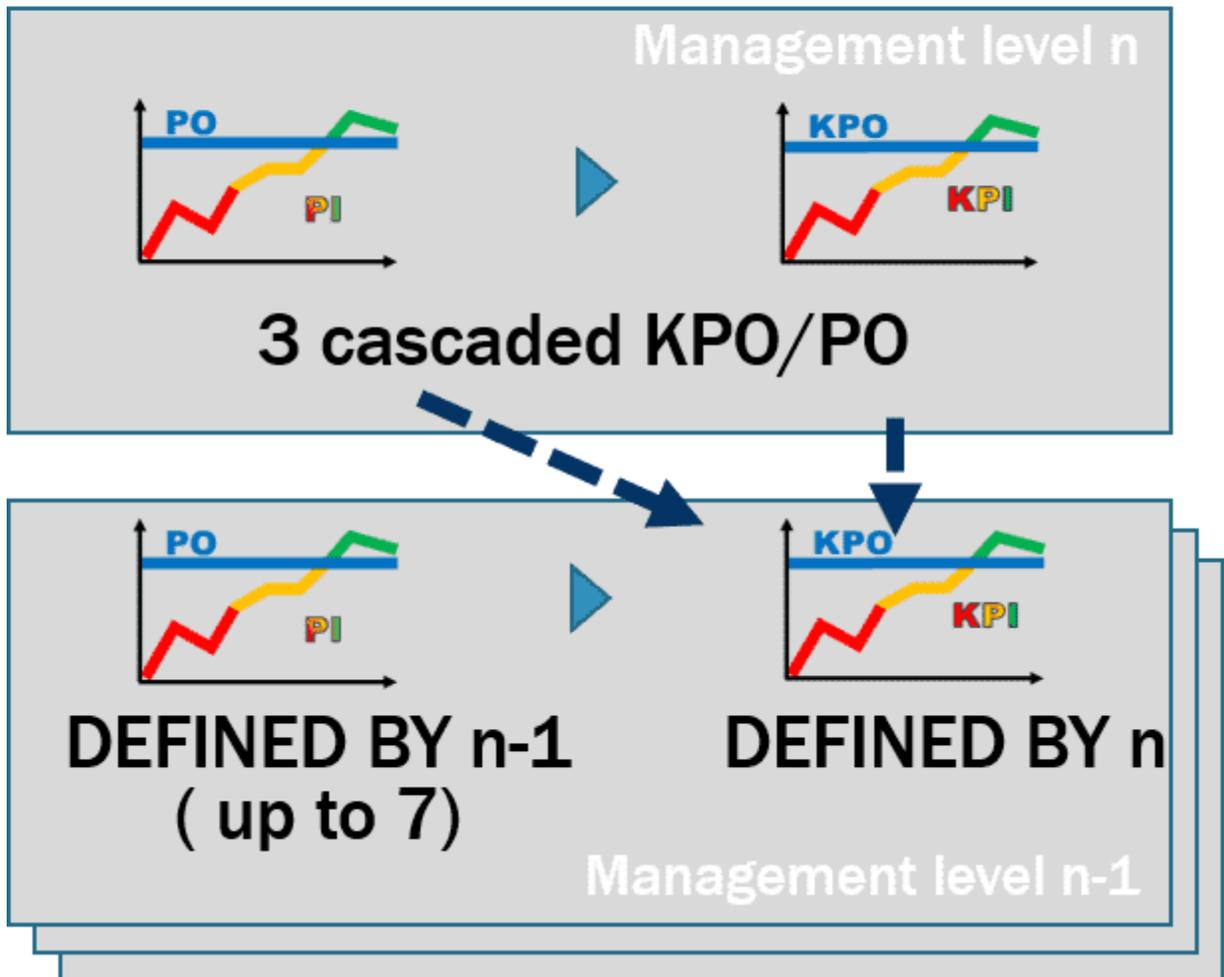 Management level n
PO
KPO
PI
KPI
3 cascaded KPO/PO
PO
KPO
PI
KPI
DEFINED BY n-1
( up to 7)
DEFINED BY n
Management level n-1